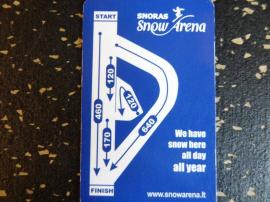 SNORAS
Snow Arena
START
120
460
120
640
170
We have
snow here
all day
all year
FINISH
www.snowarena.lt